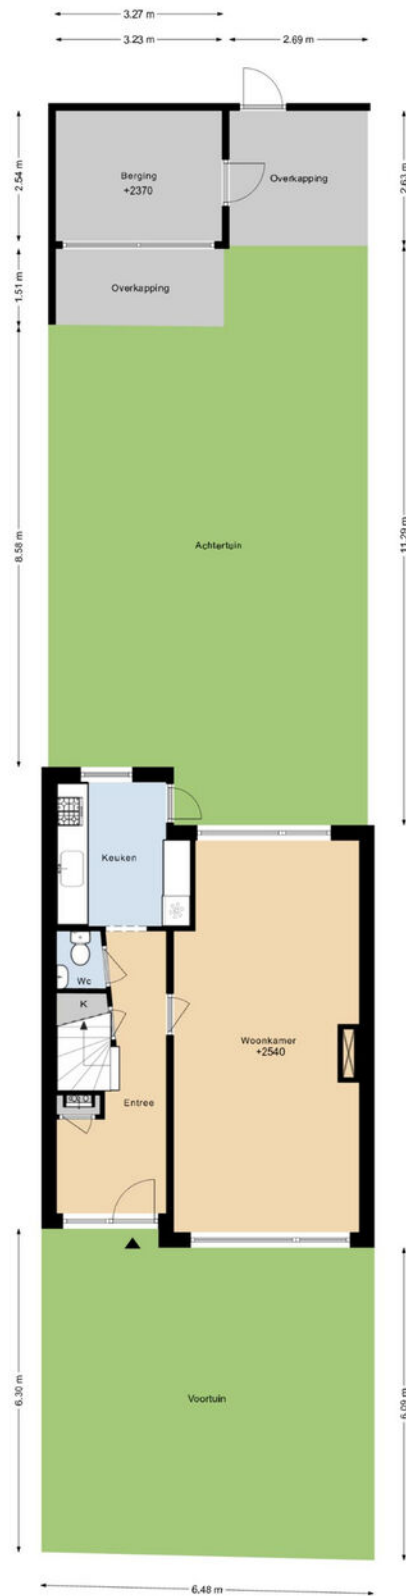 3.27 m
3.23 m
2.69 m
2.54 m
Berging
+2370
Overkapping
2.63 m
1.51 m
Overkapping
8.58 m
Achtertuin
11.29 m
Keuken
Wc
K
Woonkamer
+2540
Entree
6.30 m
Voortuin
6.09 m
6.48 m